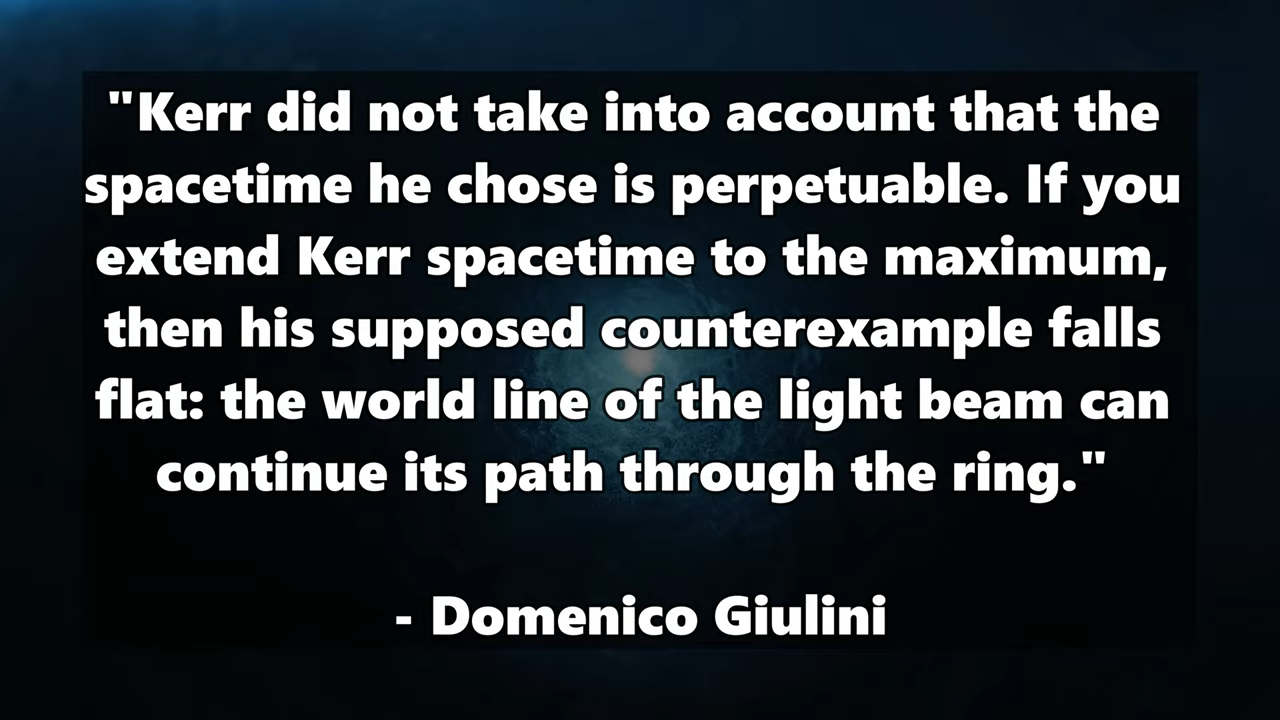 "Kerr did not take into account that the
spacetime he chose is perpetuable. If you
extend Kerr spacetime to the maximum,
then his supposed counterexample falls
flat: the world line of the light beam can
continue its path through the ring."
- Domenico Giulini